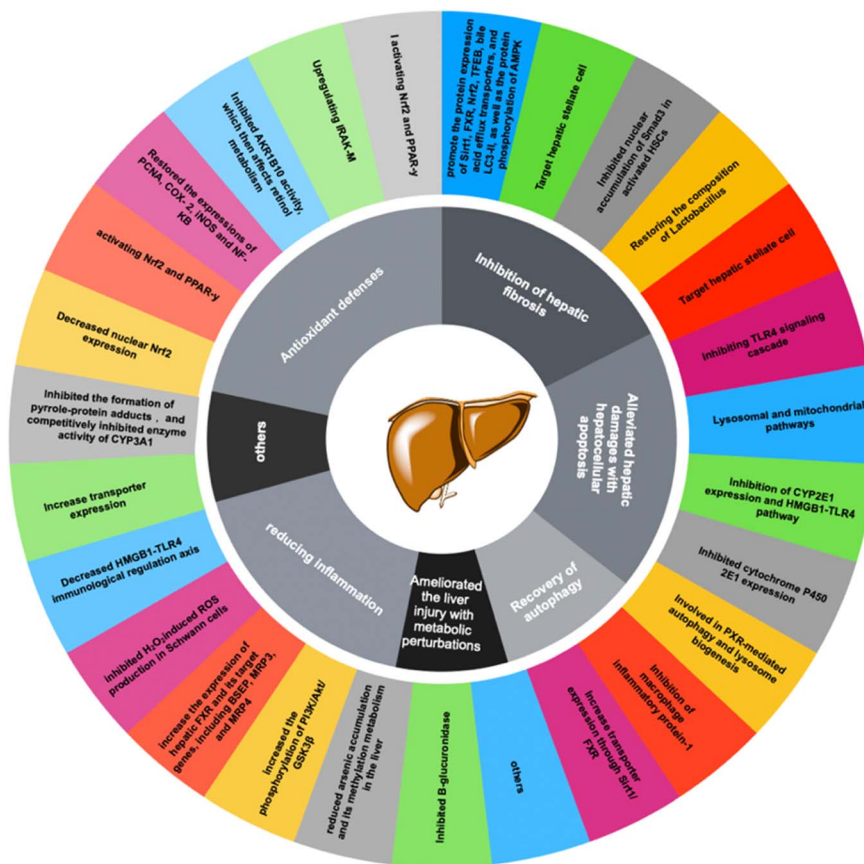 promote the protein expression
of Sirt1, FXR, Nrf2, TFEB, bile
acid efflux transporters, and
LC3-II, as well as the protein
phosphorylation of AMPK
Target hepatic stellate cell
Inhibited nuclear
accumulation of Smad3 in
activated HSCs
Restoring the composition
of Lactobacillus
Target hepatic stellate cell
inhibiting TLR4 signaling
cascade
Lysosomal and mitochondrial
pathways
Inhibition of CYP2E1
expression and HMGB1-TLR4
pathway
Inhibited cytochrome P450
2E1 expression
Involved in PXR-mediated
autophagy and lysosome
biogenesis
Inhibition of
macrophage
inflammatory protein-1
Increase transporter
expression through Sirt1/
FXR
others
Inhibited B-glucuronidase
reduced arsenic accumulation
and its methylation metabolism
in the liver
increased the
phosphorylation of PI3K/Akt/
GSK3β
increase the expression of
hepatic FXR and its target
genes, including BSEP, MRP3,
and MRP4
inhibited H₂O₂induced ROS
production in Schwann cells
Decreased HMGB1-TLR4
immunological regulation axis
Increase transporter
expression
Inhibited the formation of
pyrrole-protein adducts , and
competitively inhibited enzyme
activity of CYP3A1
Decreased nuclear Nrf2
expression
activating Nrf2 and PPAR-y
Restored the expressions of
PCNA, COX- 2, iNOS and NF-
KB
Inhibited AKR1B10 activity,
which then affects retinol
metabolism
Upregulating IRAK-M
I activating Nrf2 and PPAR-y
Inhibition of hepatic
fibrosis
Alleviated hepatic
damages with
hepatocellular
apoptosis
Recovery of
autophagy
Ameliorated the
liver injury with
metabolic
perturbations
reducing inflammation
others
Antioxidant defenses